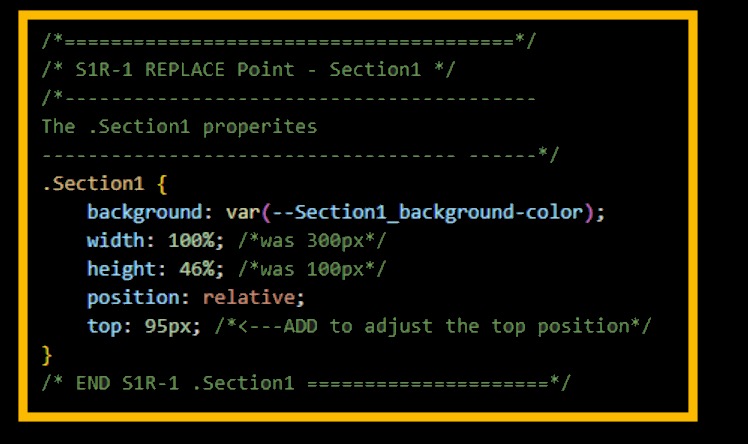 /*=======================================*/
/* S1R-1 REPLACE Point - Section1 */
/*-----------------------------------------
The .Section1 properites
------------------------------------ ------*/
.Section1 {
background: var(--Section1_background-color);
width: 100%; /*was 300px*/
height: 46%; /*was 100px*/
position: relative;
top: 95px; /*<---ADD to adjust the top position*/
}
/* END S1R-1 .Section1 =====================*/